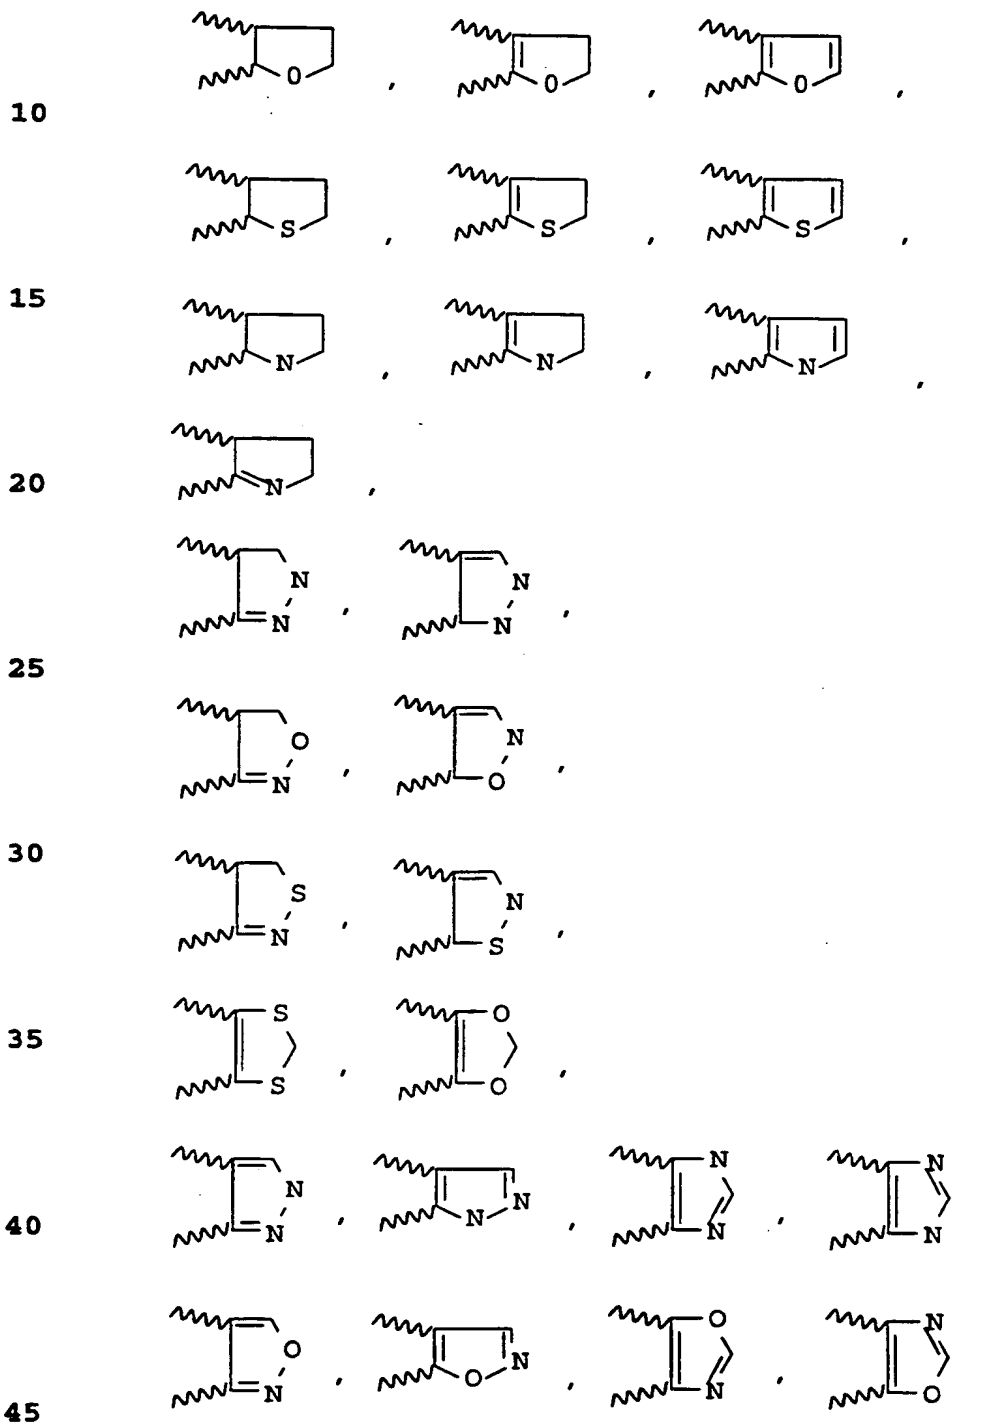 O , O , O ,
10
S , S , S ,
15
N , N , N ,
20 N ,
N N
N , N ,
25
O N
N , O ,
30
S N
N , S ,
35 S O
S , O ,
N N N N
40 N , N , N , N
O O N
N
45 N , O , N , O